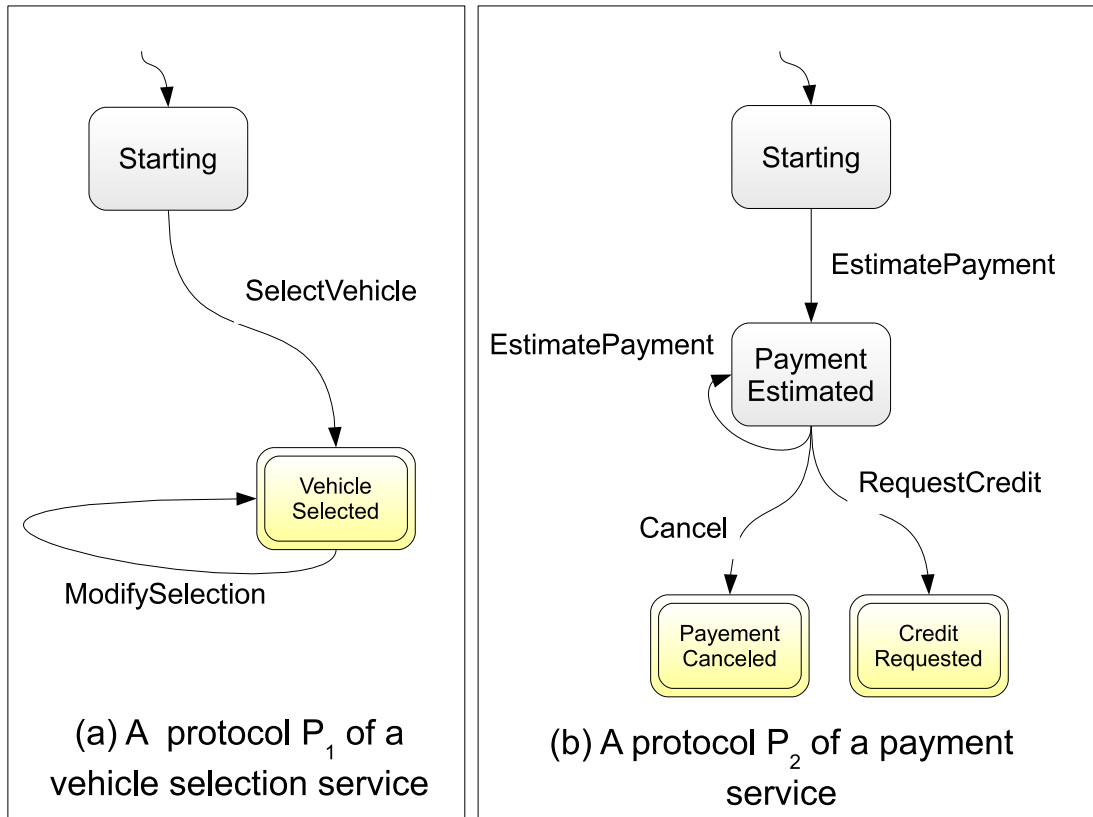 Starting
SelectVehicle
Vehicle
Selected
ModifySelection
(a) A protocol P1 of a
vehicle selection service
Starting
EstimatePayment
EstimatePayment
Payment
Estimated
RequestCredit
Cancel
Payement
Canceled
Credit
Requested
(b) A protocol P2 of a payment
service